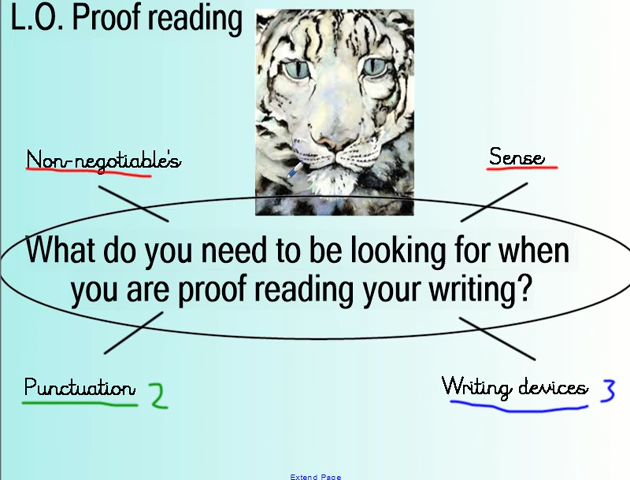 L.O. Proof reading
Non-negotiable's
Sense
What do you need to be looking for when
you are proof reading your writing?
Punctuation 2
Writing devices 3
Extend Page